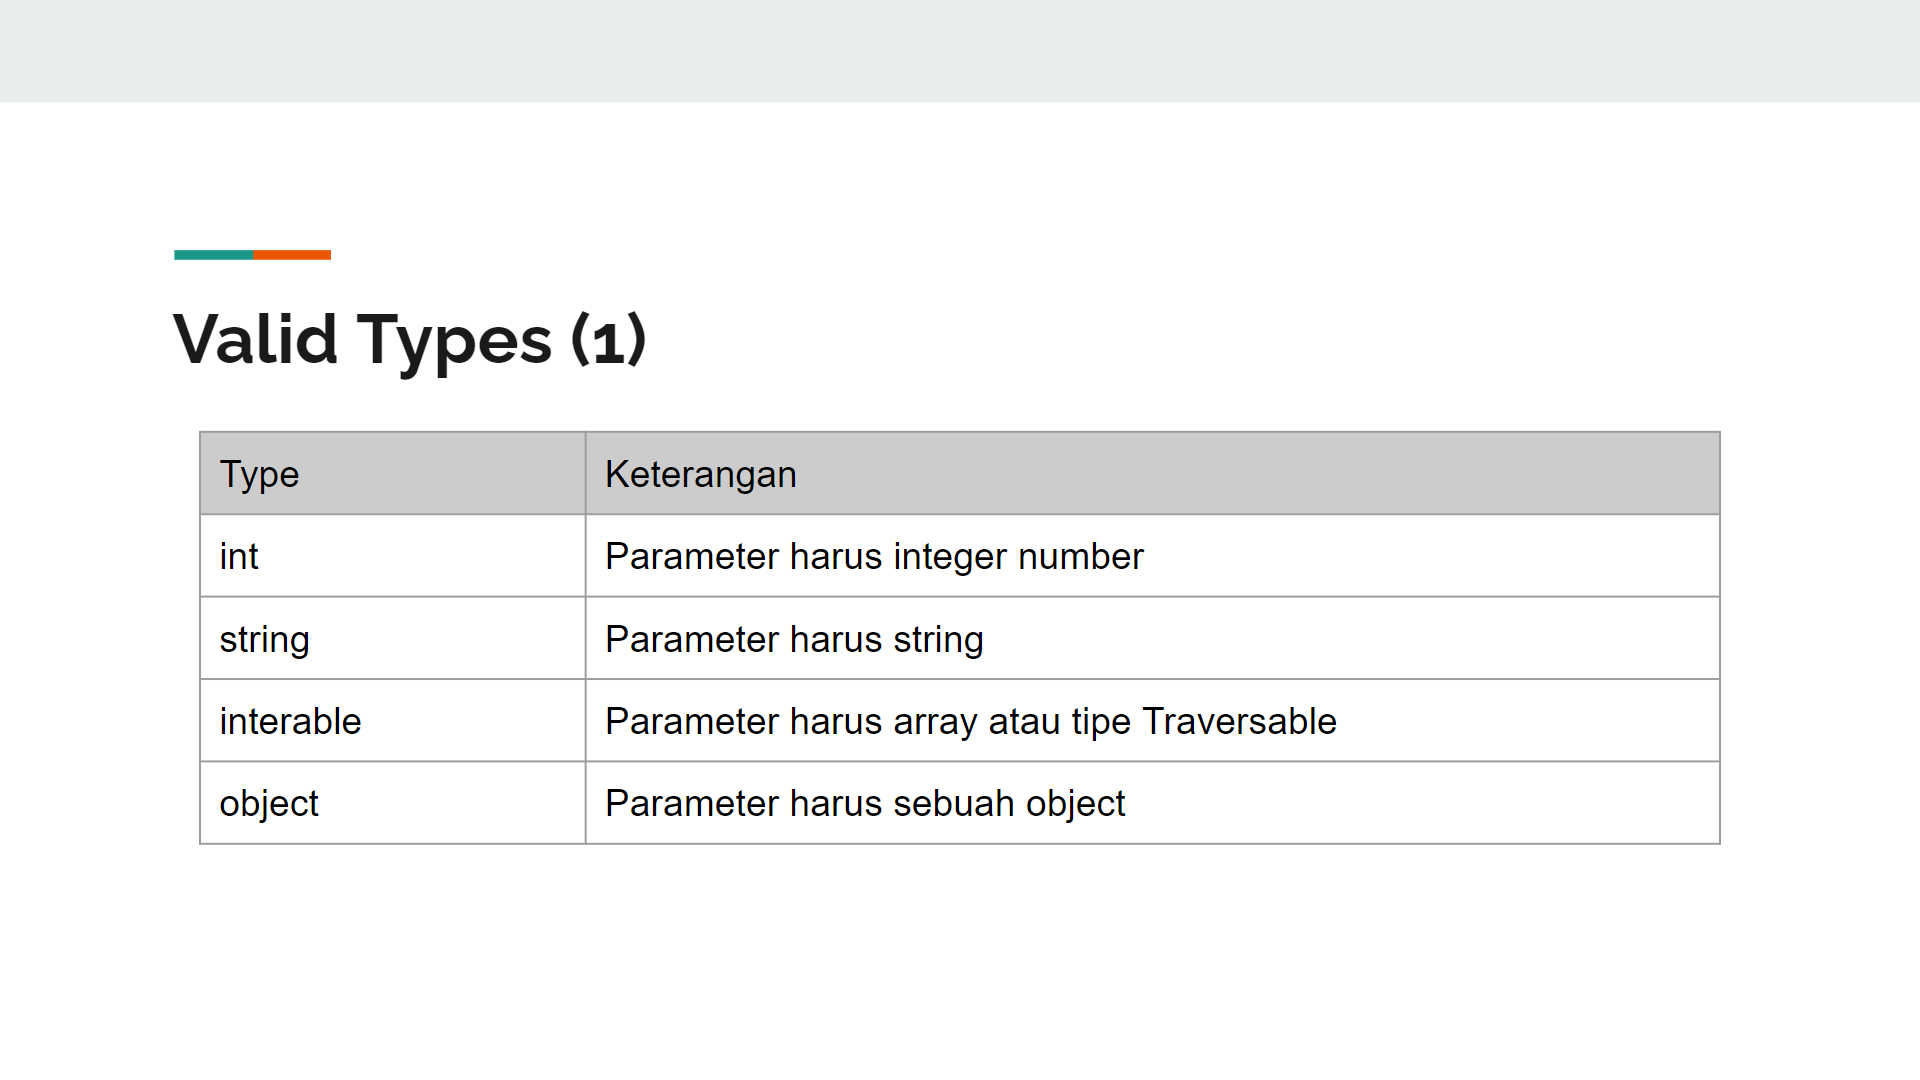 Valid Types (1)
Type Keterangan
int Parameter harus integer number
string Parameter harus string
interable Parameter harus array atau tipe Traversable
object Parameter harus sebuah object